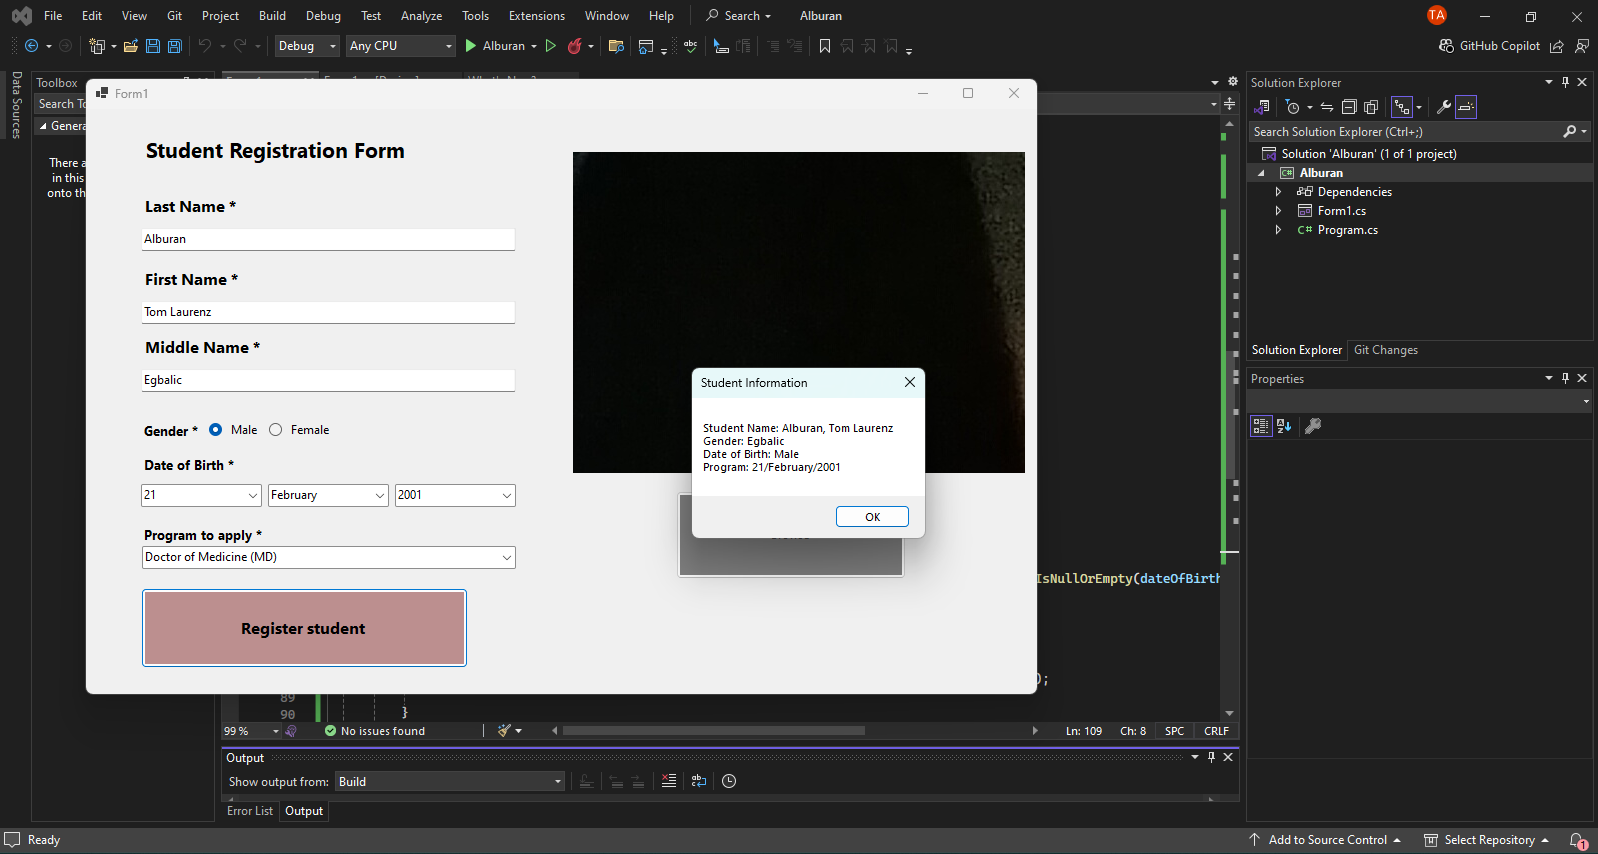 File Edit View Git Project Build Debug Test Analyze Tools Extensions Window Help Search Alburan TA
Debug Any CPU Alburan GitHub Copilot
Data Sources
Toolbox
Search
Form1
Student Registration Form
Last Name *
Alburan
First Name *
Tom Laurenz
Middle Name *
Egbalic
Gender * Male Female
Date of Birth *
21 February 2001
Program to apply *
Doctor of Medicine (MD)
Register student
Student Information
Student Name: Alburan, Tom Laurenz
Gender: Egbalic
Date of Birth: Male
Program: 21/February/2001
OK
There
in this
onto
IsNullOrEmpty(dateOfBirth
);
89
90 }
99 % No issues found Ln: 109 Ch: 8 SPC CRLF
Output
Show output from: Build
Error List Output
Solution Explorer
Search Solution Explorer (Ctrl+;)
Solution 'Alburan' (1 of 1 project)
C# Alburan
Dependencies
Form1.cs
C# Program.cs
Solution Explorer Git Changes
Properties
Ready Add to Source Control Select Repository 1